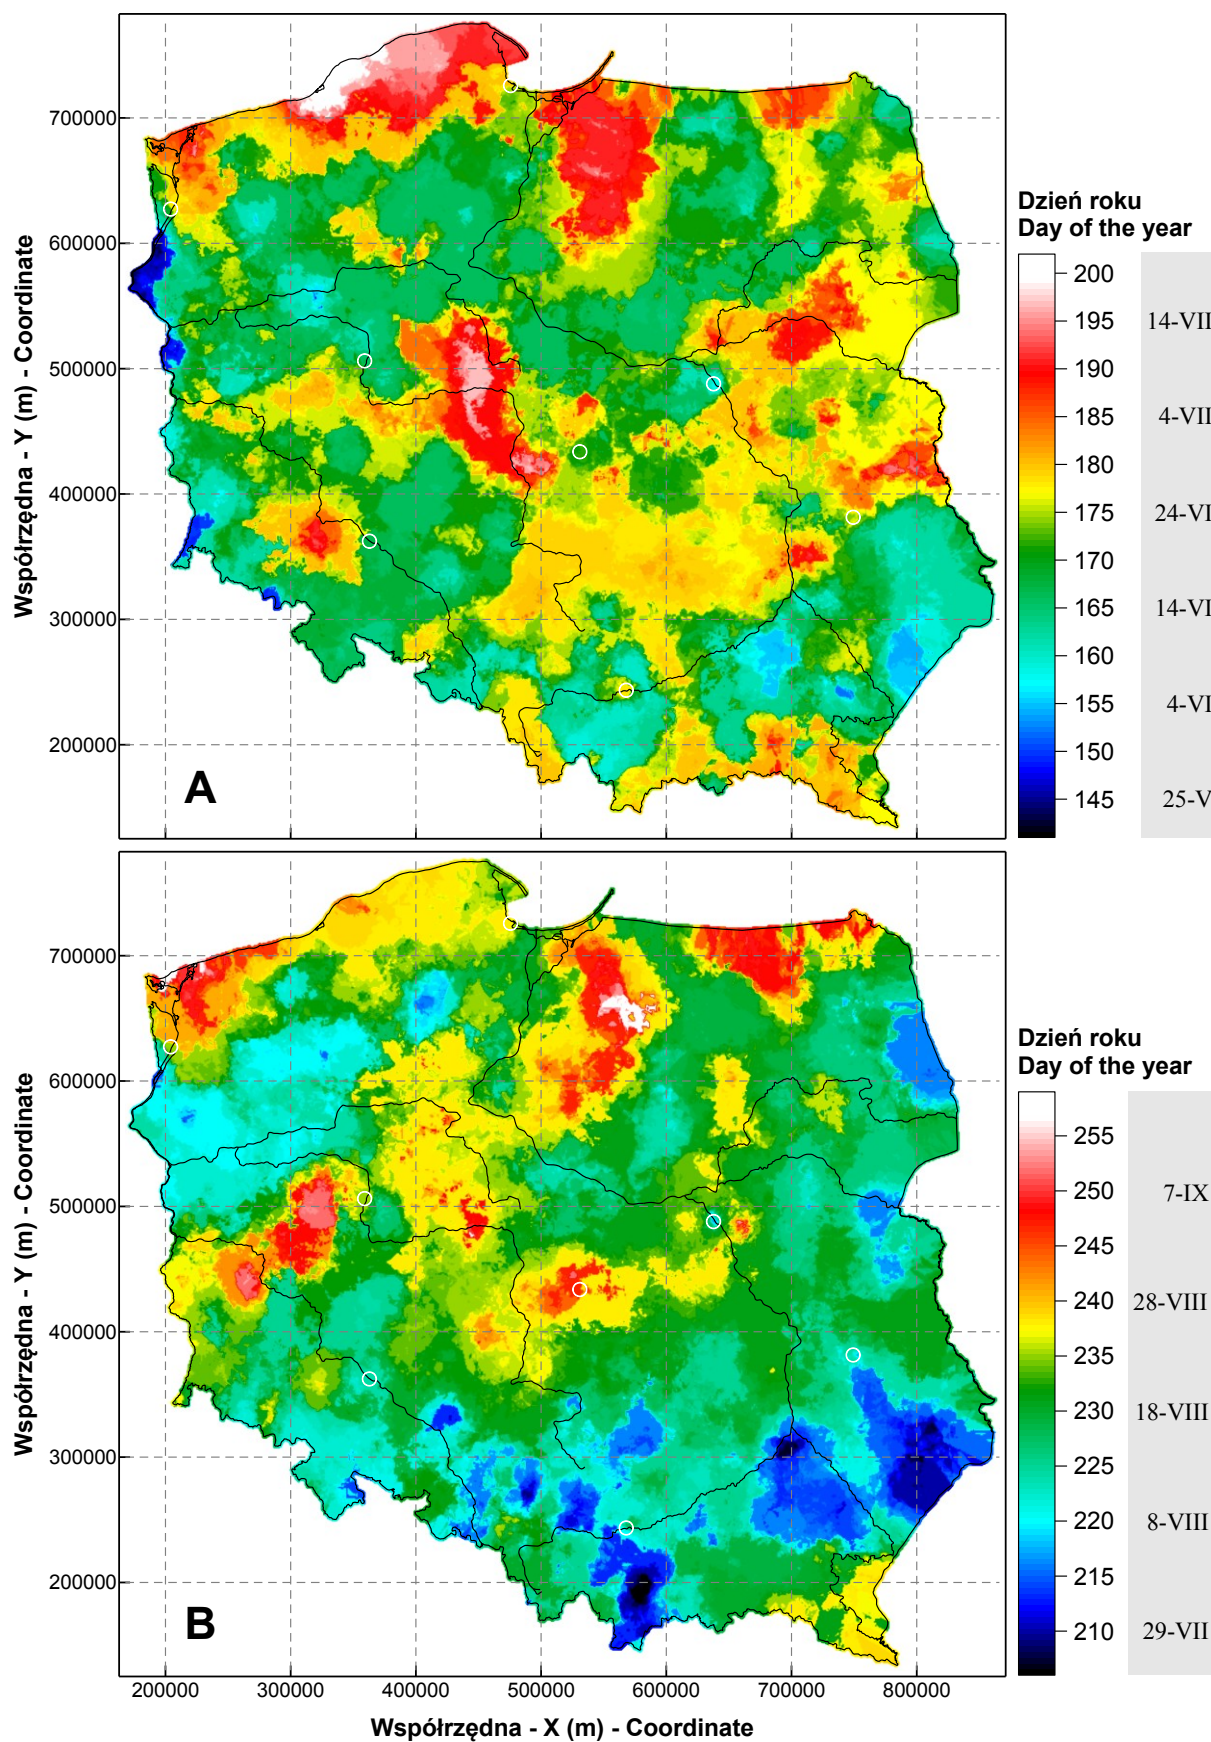 700000
600000
500000
400000
300000
200000
Współrzędna - Y (m) - Coordinate
A
Dzień roku
Day of the year
200
195
190
185
180
175
170
165
160
155
150
145
14-VII
4-VII
24-VI
14-VI
4-VI
25-V
700000
600000
500000
400000
300000
200000
Współrzędna - Y (m) - Coordinate
B
Dzień roku
Day of the year
255
250
245
240
235
230
225
220
215
210
7-IX
28-VIII
18-VIII
8-VIII
29-VII
200000 300000 400000 500000 600000 700000 800000
Współrzędna - X (m) - Coordinate